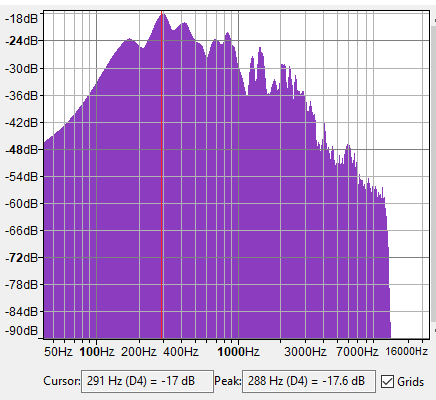 -18dB
-24dB
-30dB
-36dB
-42dB
-48dB
-54dB
-60dB
-66dB
-72dB
-78dB
-84dB
-90dB
50Hz 100Hz 200Hz 400Hz 1000Hz 3000Hz 7000Hz 16000Hz
Cursor: 291 Hz (D4) = -17 dB Peak: 288 Hz (D4) = -17.6 dB Grids